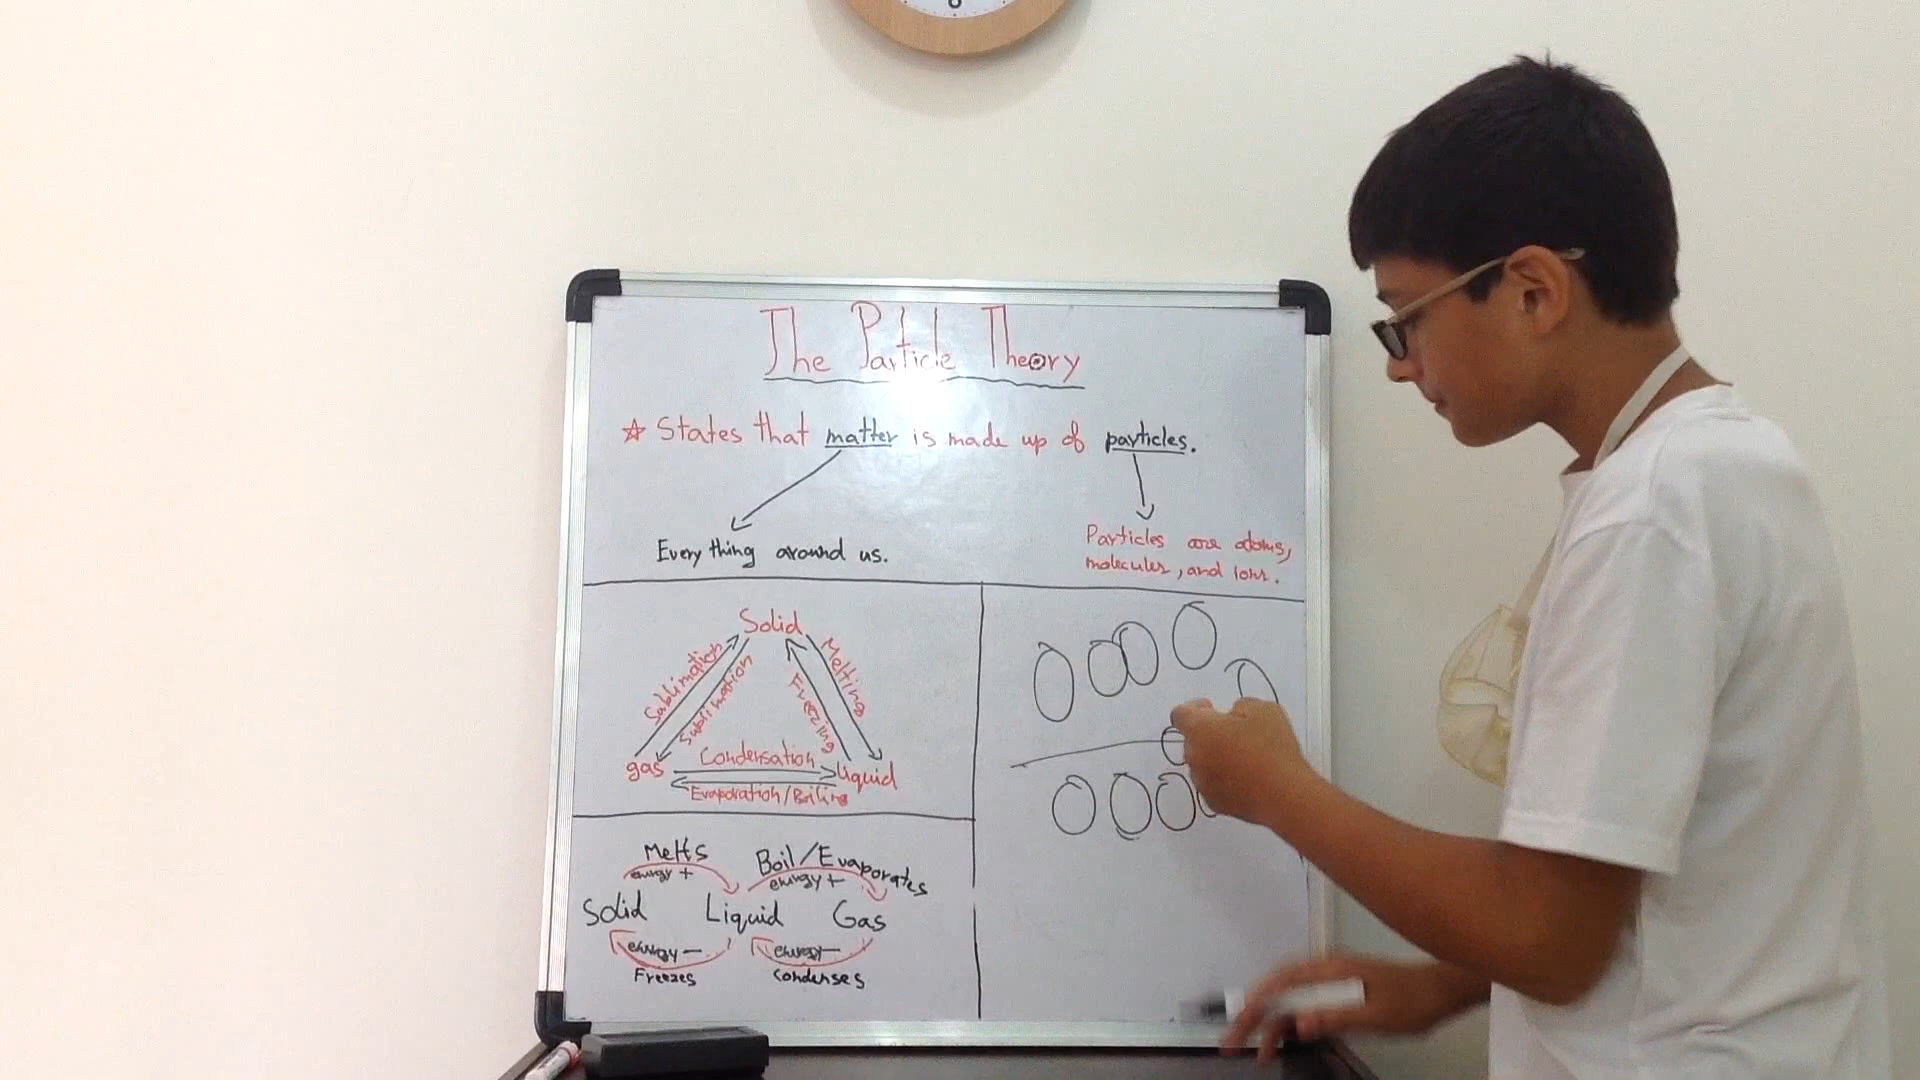 The Particle Theory
☆ States that matter is made up of particles.
Everything around us.
Particles are atoms,
molecules, and ions.
Solid
Sublimation
Sublimation
Melting
Freezing
gas
Condensation
liquid
Evaporation/Boiling
Melts
Boil/Evaporates
energy +
energy +
Solid
Liquid
Gas
energy −
energy −
Freezes
Condenses